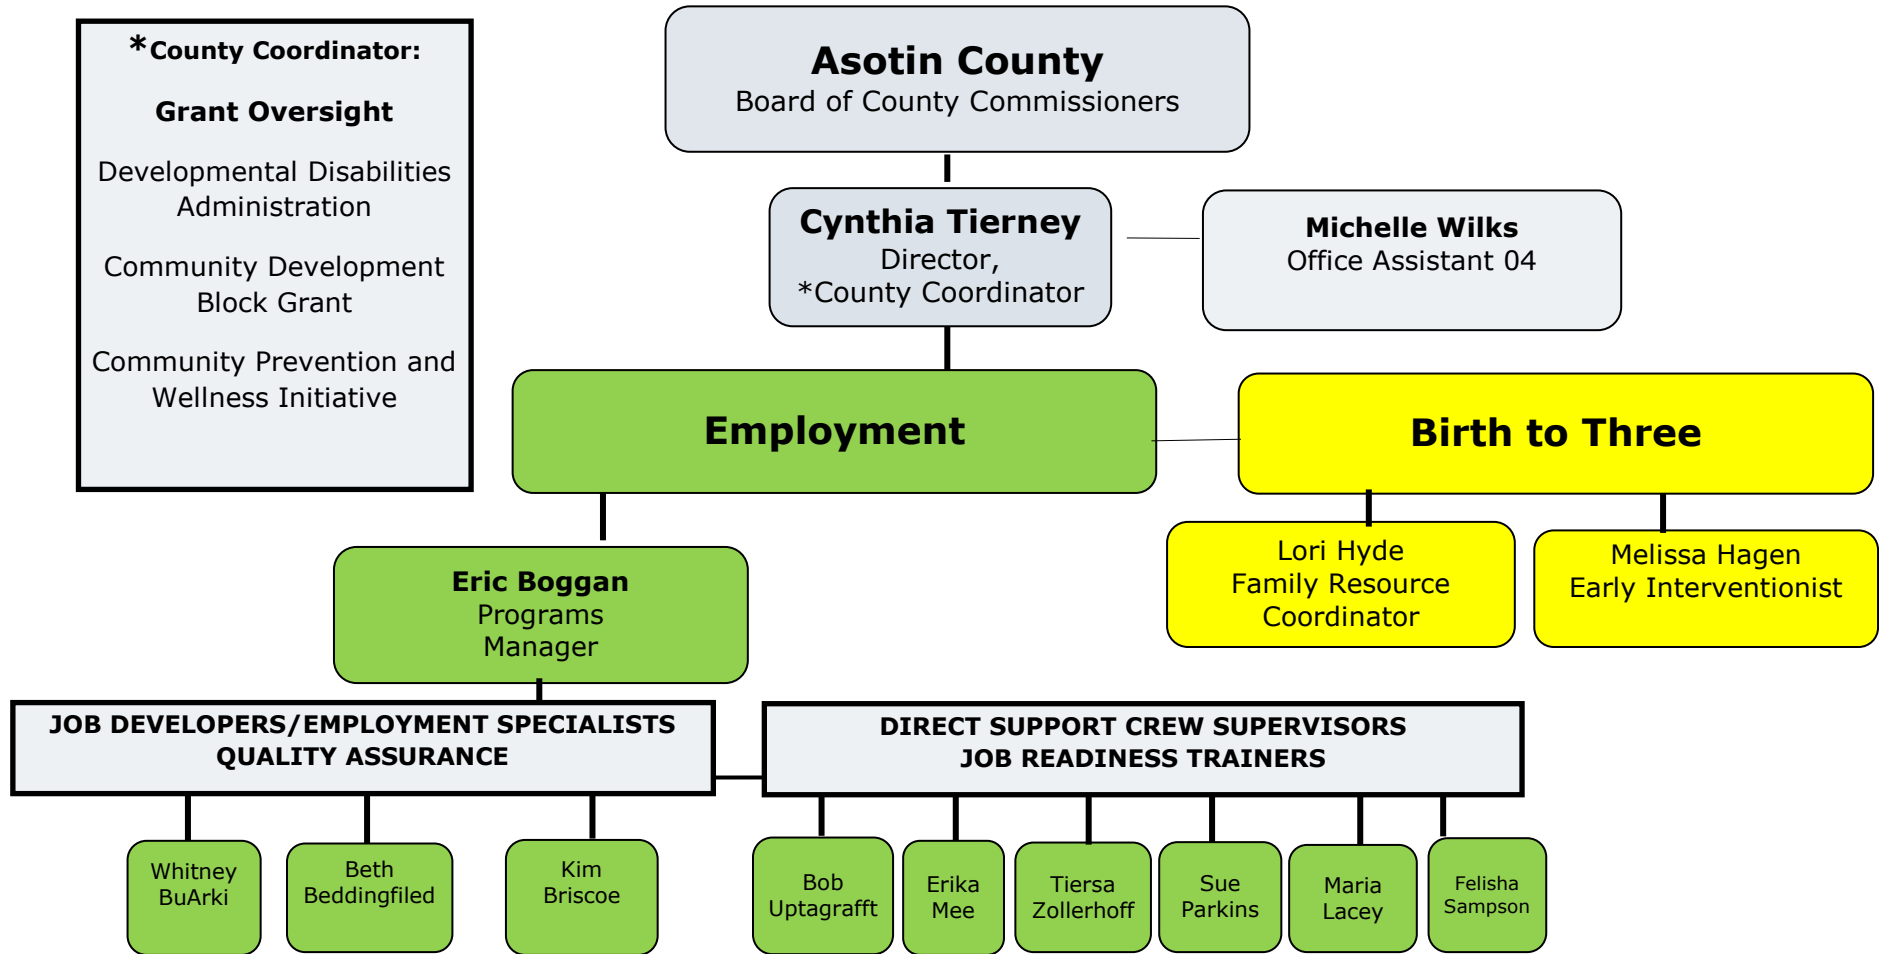 *County Coordinator:
Grant Oversight
Developmental Disabilities
Administration
Community Development
Block Grant
Community Prevention and
Wellness Initiative
Asotin County
Board of County Commissioners
Cynthia Tierney
Director,
*County Coordinator
Michelle Wilks
Office Assistant 04
Employment
Birth to Three
Eric Boggan
Programs
Manager
Lori Hyde
Family Resource
Coordinator
Melissa Hagen
Early Interventionist
JOB DEVELOPERS/EMPLOYMENT SPECIALISTS
QUALITY ASSURANCE
DIRECT SUPPORT CREW SUPERVISORS
JOB READINESS TRAINERS
Whitney
BuArki
Beth
Beddingfiled
Kim
Briscoe
Bob
Uptagrafft
Erika
Mee
Tiersa
Zollerhoff
Sue
Parkins
Maria
Lacey
Felisha
Sampson